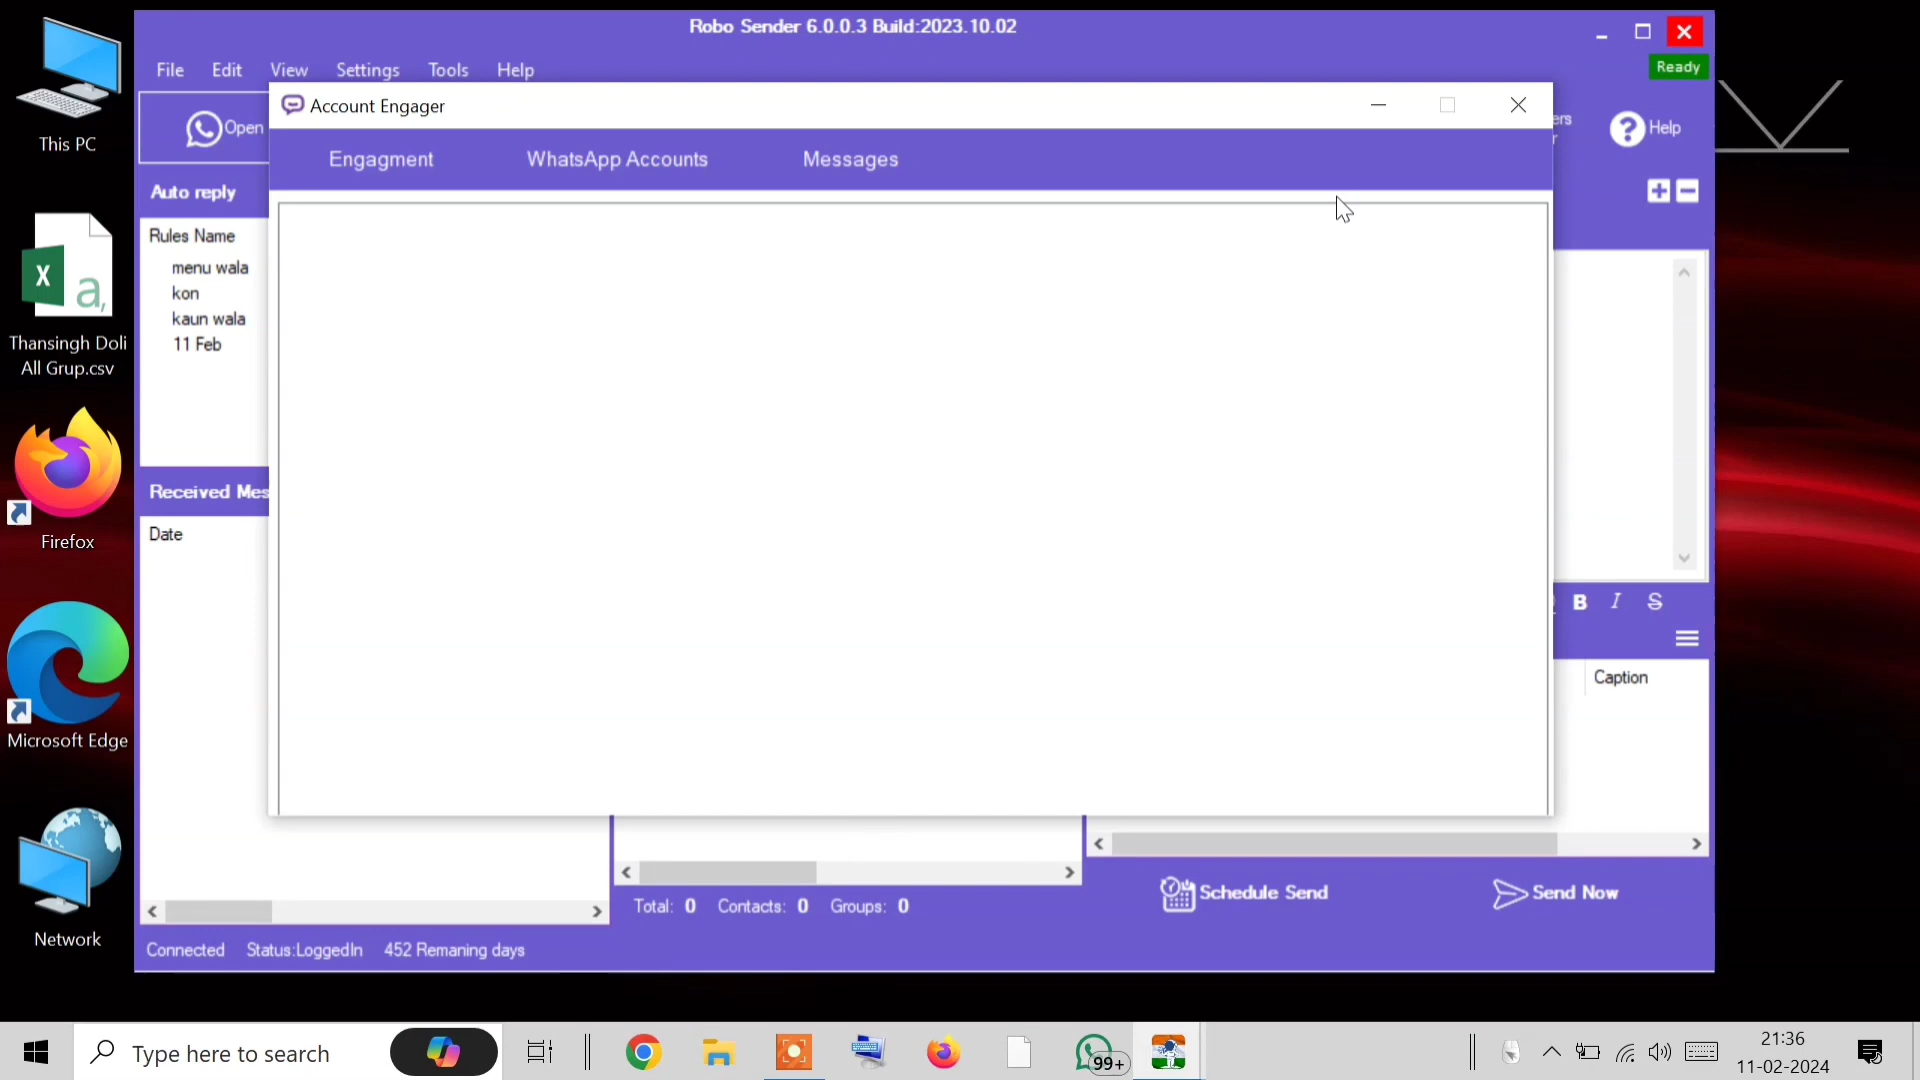 Robo Sender 6.0.0.3 Build:2023.10.02
File Edit View Settings Tools Help
Ready
Account Engager
Open
Help
Engagment WhatsApp Accounts Messages
Auto reply
Rules Name
menu wala
kon
kaun wala
11 Feb
Received Mes
Date
B I S
Caption
Total: 0 Contacts: 0 Groups: 0
Schedule Send
Send Now
Connected Status:LoggedIn 452 Remaning days
This PC
Thansingh Doli
All Grup.csv
Firefox
Microsoft Edge
Network
Type here to search
99+
21:36
11-02-2024